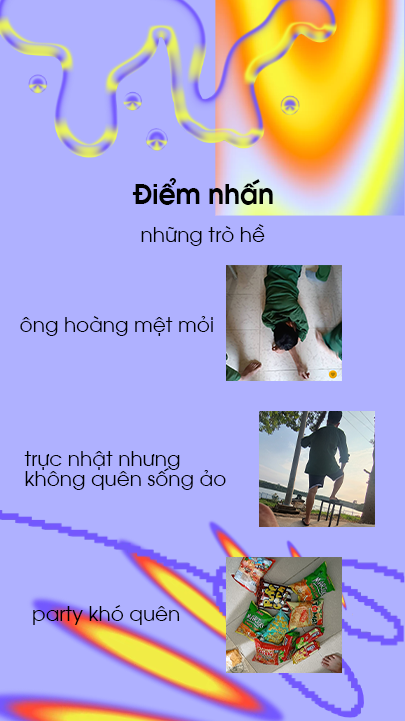 Điểm nhấn
những trò hề
ông hoàng mệt mỏi
trực nhật nhưng
không quên sống ảo
party khó quên